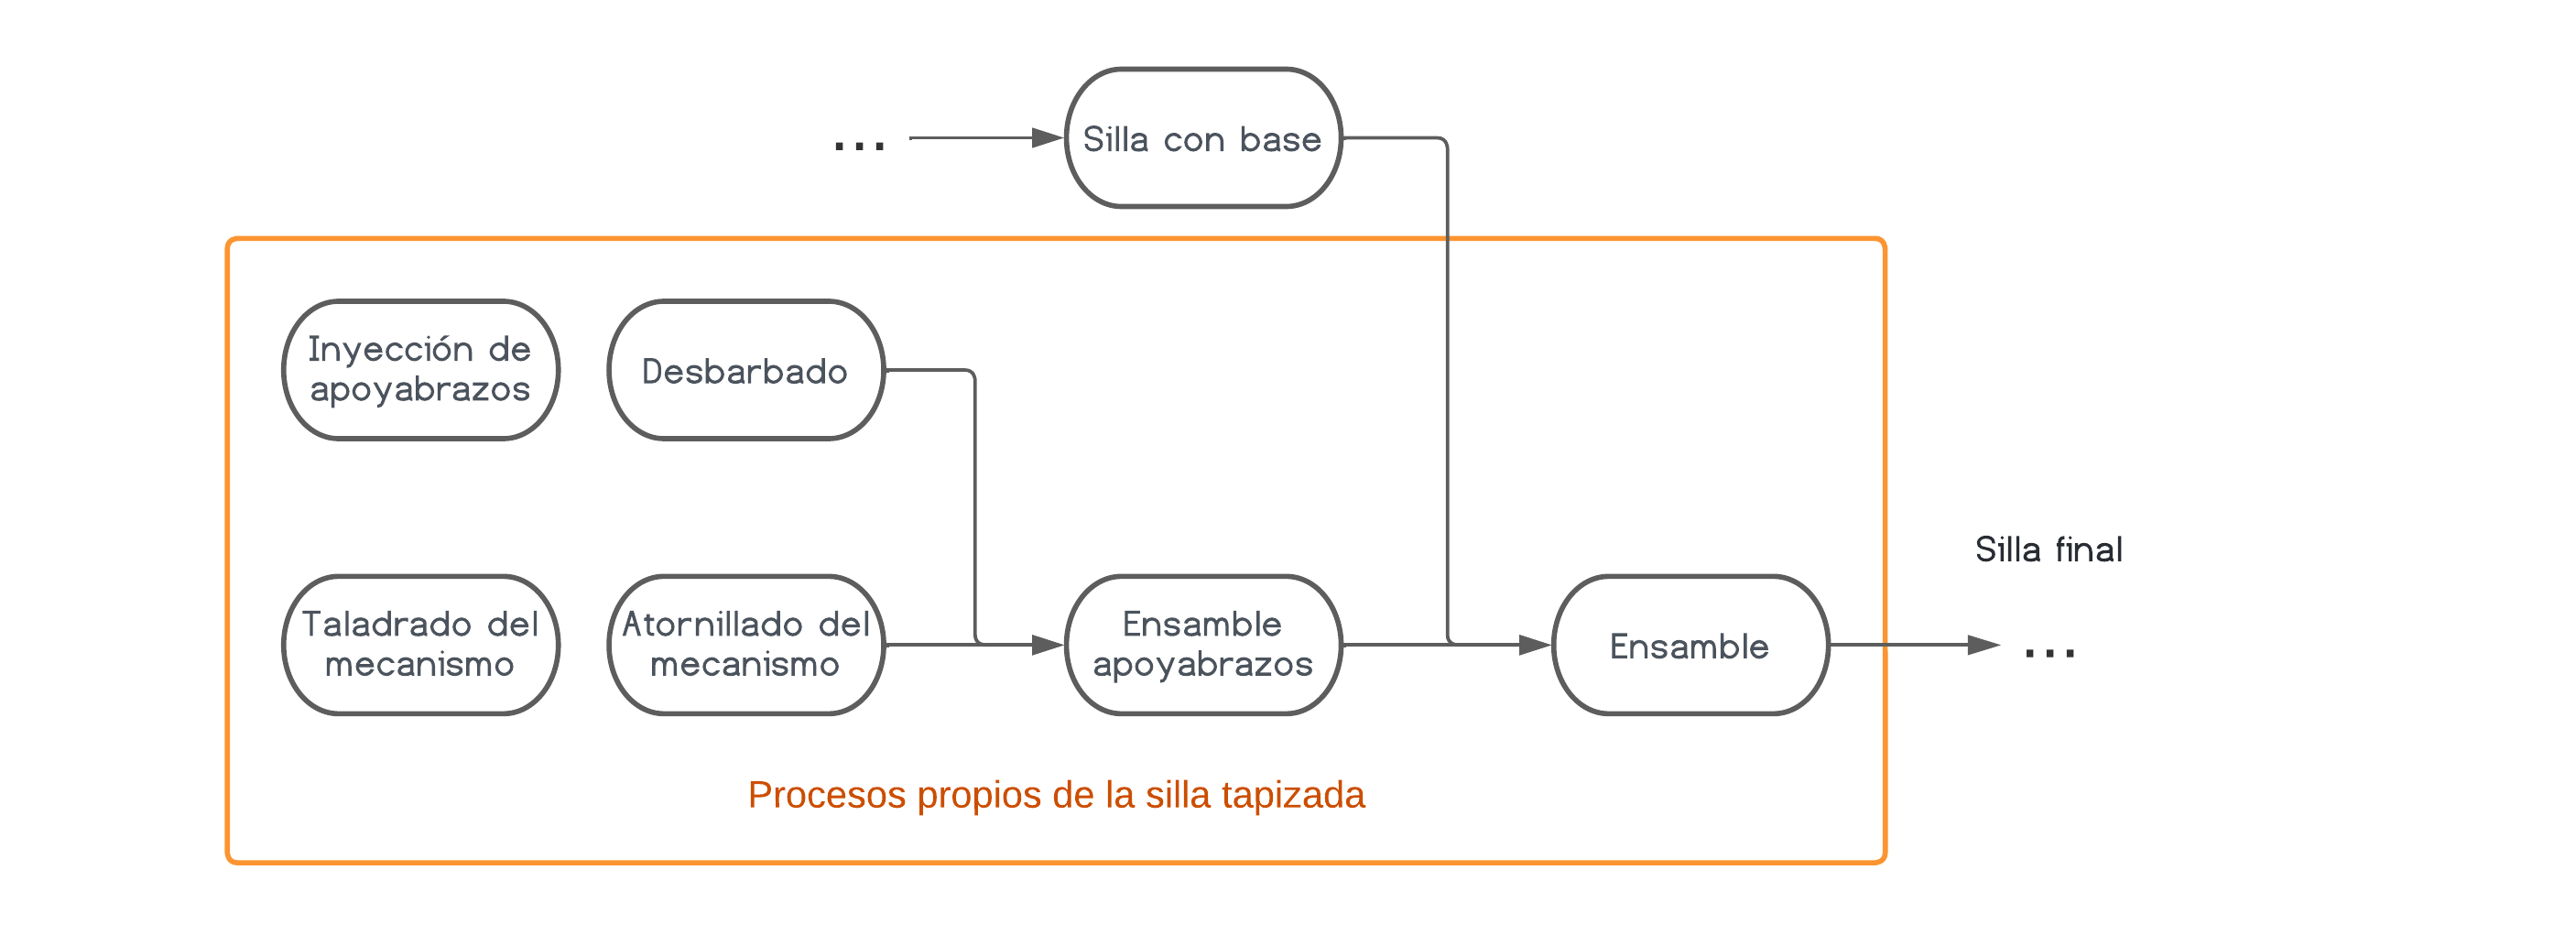 ...
Silla con base
Inyección de
apoyabrazos
Desbarbado
Silla final
Taladrado del
mecanismo
Atornillado del
mecanismo
Ensamble
apoyabrazos
Ensamble
...
Procesos propios de la silla tapizada